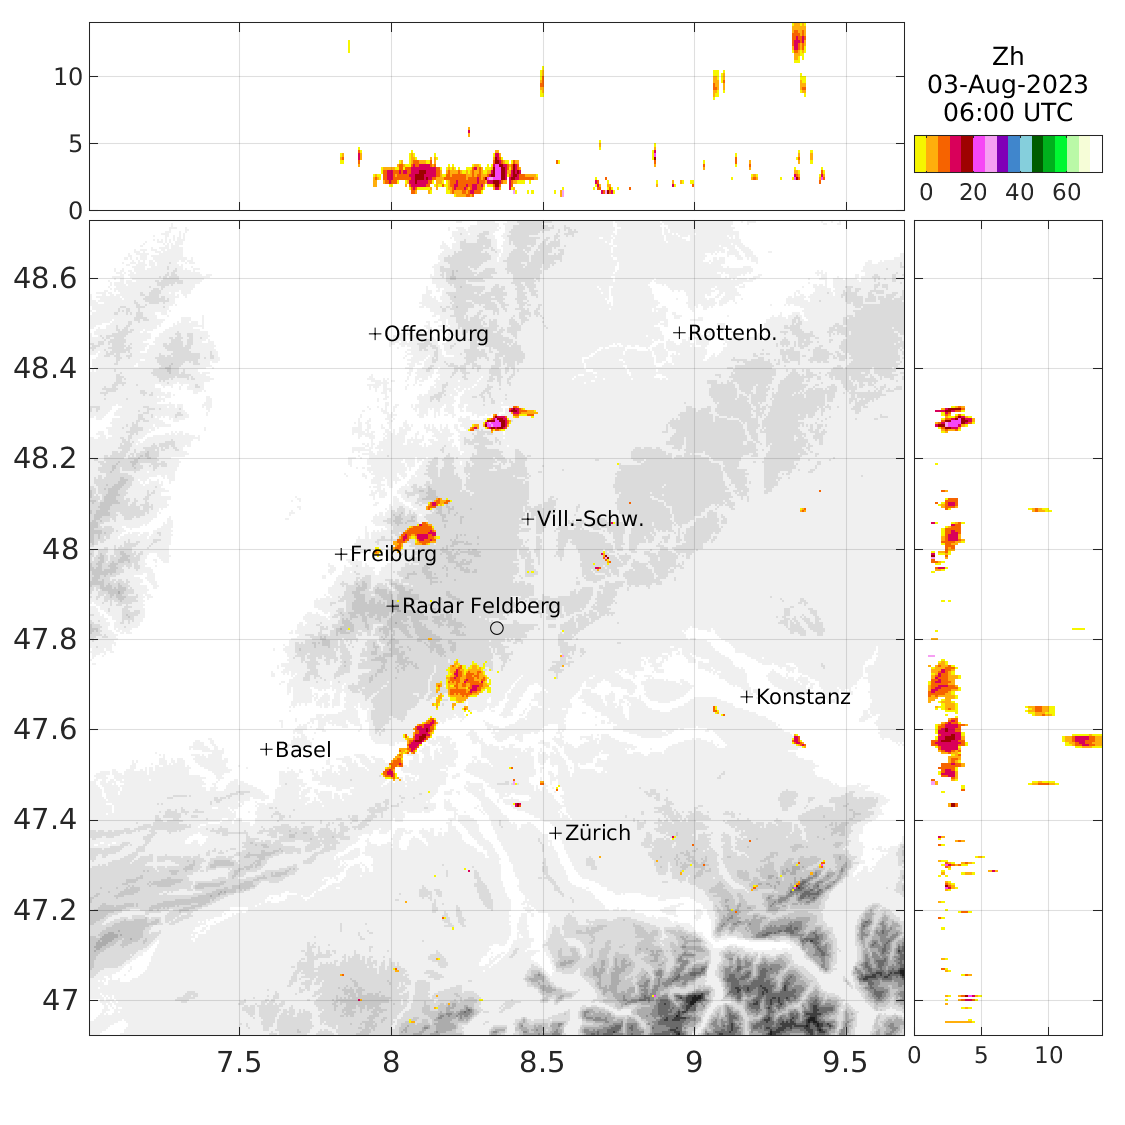 10
5
0
Zh
03-Aug-2023
06:00 UTC
0 20 40 60
48.6
48.4
48.2
48
47.8
47.6
47.4
47.2
47
Offenburg
Rottenb.
Vill.-Schw.
Freiburg
Radar Feldberg
Konstanz
Basel
Zürich
7.5 8 8.5 9 9.5
0 5 10